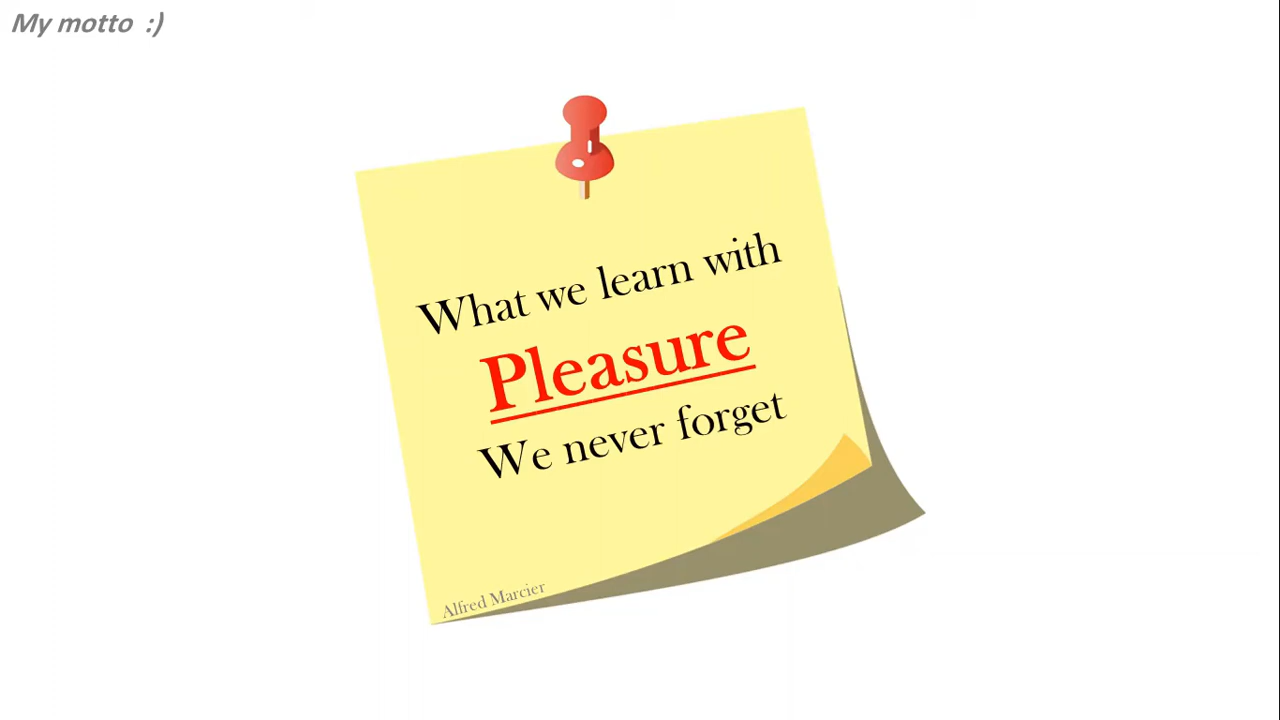 My motto :)
What we learn with
Pleasure
We never forget
Alfred Marcier